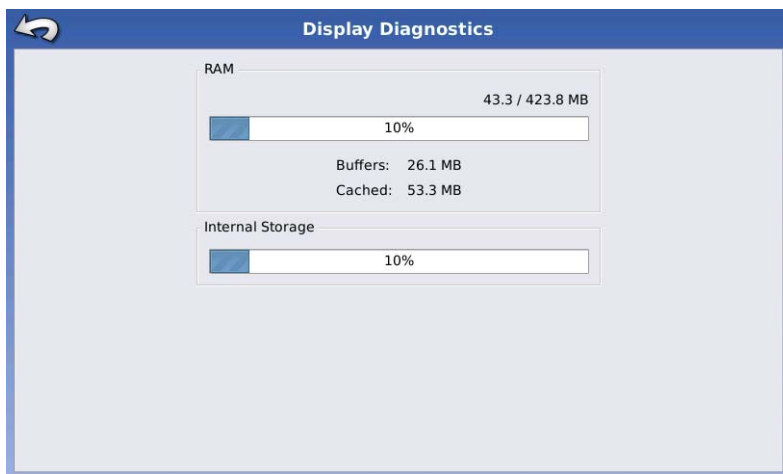 Display Diagnostics
RAM
43.3 / 423.8 MB
10%
Buffers: 26.1 MB
Cached: 53.3 MB
Internal Storage
10%